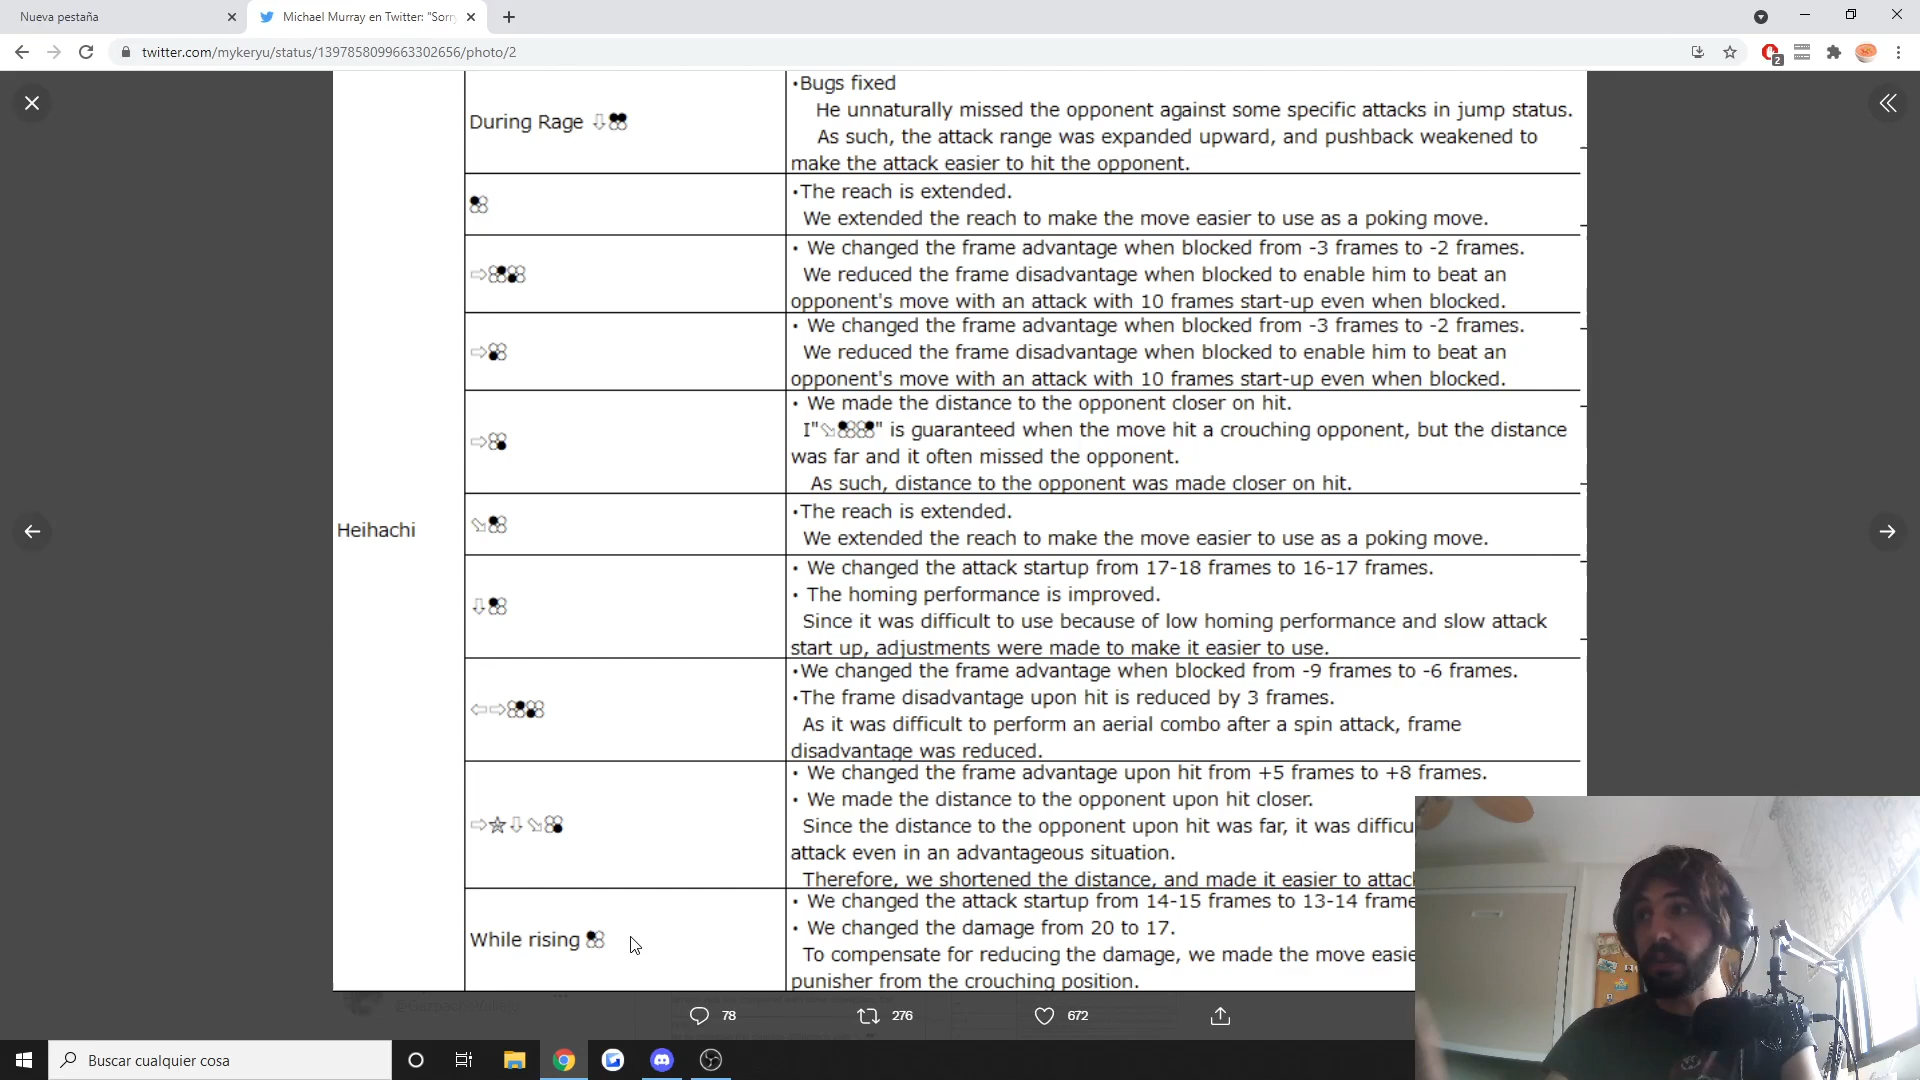 Nueva pestaña
Michael Murray en Twitter: "Sorry
twitter.com/mykeryu/status/1397858099663302656/photo/2
2
During Rage ⇩
•Bugs fixed
He unnaturally missed the opponent against some specific attacks in jump status.
As such, the attack range was expanded upward, and pushback weakened to
make the attack easier to hit the opponent.
•The reach is extended.
We extended the reach to make the move easier to use as a poking move.
⇨
• We changed the frame advantage when blocked from -3 frames to -2 frames.
We reduced the frame disadvantage when blocked to enable him to beat an
opponent's move with an attack with 10 frames start-up even when blocked.
⇨
• We changed the frame advantage when blocked from -3 frames to -2 frames.
We reduced the frame disadvantage when blocked to enable him to beat an
opponent's move with an attack with 10 frames start-up even when blocked.
⇨
• We made the distance to the opponent closer on hit.
I"⬂" is guaranteed when the move hit a crouching opponent, but the distance
was far and it often missed the opponent.
As such, distance to the opponent was made closer on hit.
Heihachi
⬂
•The reach is extended.
We extended the reach to make the move easier to use as a poking move.
⇩
• We changed the attack startup from 17-18 frames to 16-17 frames.
• The homing performance is improved.
Since it was difficult to use because of low homing performance and slow attack
start up, adjustments were made to make it easier to use.
⇦⇨
•We changed the frame advantage when blocked from -9 frames to -6 frames.
•The frame disadvantage upon hit is reduced by 3 frames.
As it was difficult to perform an aerial combo after a spin attack, frame
disadvantage was reduced.
⇨☆⇩⬂
• We changed the frame advantage upon hit from +5 frames to +8 frames.
• We made the distance to the opponent upon hit closer.
Since the distance to the opponent upon hit was far, it was difficu
attack even in an advantageous situation.
Therefore, we shortened the distance, and made it easier to attac
While rising
• We changed the attack startup from 14-15 frames to 13-14 frame
• We changed the damage from 20 to 17.
To compensate for reducing the damage, we made the move easie
punisher from the crouching position.
78
276
672
Buscar cualquier cosa